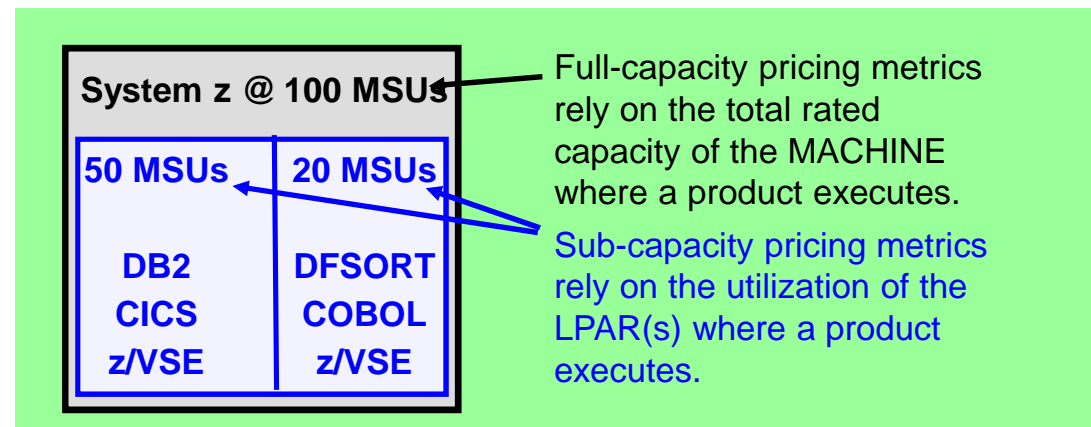 System z @ 100 MSUs
50 MSUs
DB2
CICS
z/VSE
20 MSUs
DFSORT
COBOL
z/VSE
Full-capacity pricing metrics
rely on the total rated
capacity of the MACHINE
where a product executes.
Sub-capacity pricing metrics
rely on the utilization of the
LPAR(s) where a product
executes.